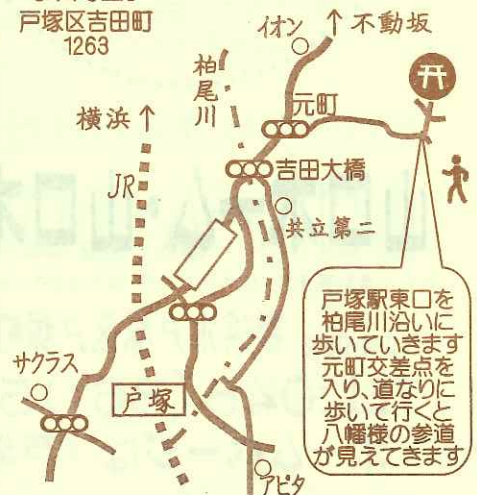 戸塚区吉田町
1263
イオン
↑不動坂
柏尾川
元町
横浜↑
吉田大橋
JR
共立第二
戸塚駅東口を
柏尾川沿いに
歩いていきます
元町交差点を
入り、道なりに
歩いて行くと
八幡様の参道
が見えてきます
サクラス
戸塚
アピタ